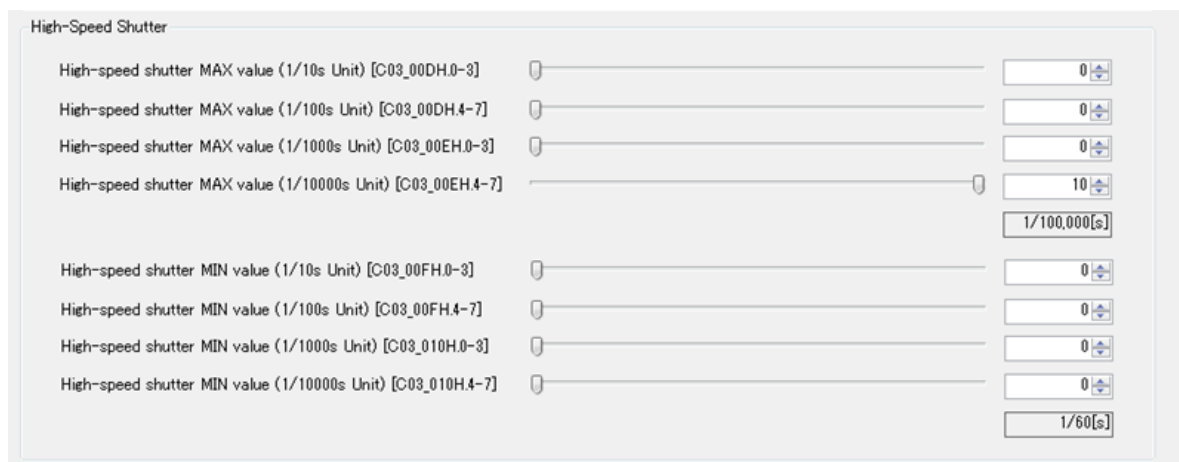 High-Speed Shutter
High-speed shutter MAX value (1/10s Unit) [C03_00DH.0-3] 0
High-speed shutter MAX value (1/100s Unit) [C03_00DH.4-7] 0
High-speed shutter MAX value (1/1000s Unit) [C03_00EH.0-3] 0
High-speed shutter MAX value (1/10000s Unit) [C03_00EH.4-7] 10
1/100,000[s]
High-speed shutter MIN value (1/10s Unit) [C03_00FH.0-3] 0
High-speed shutter MIN value (1/100s Unit) [C03_00FH.4-7] 0
High-speed shutter MIN value (1/1000s Unit) [C03_010H.0-3] 0
High-speed shutter MIN value (1/10000s Unit) [C03_010H.4-7] 0
1/60[s]